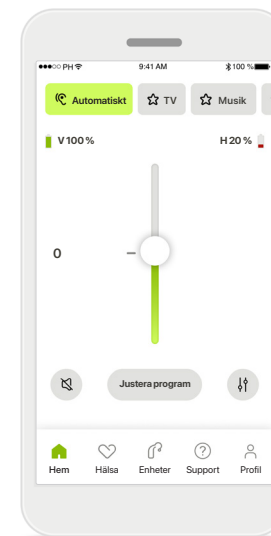 PH 9:41 AM 100 %
Automatiskt TV Musik
V 100 % H 20 %
0
Justera program
Hem Hälsa Enheter Support Profil